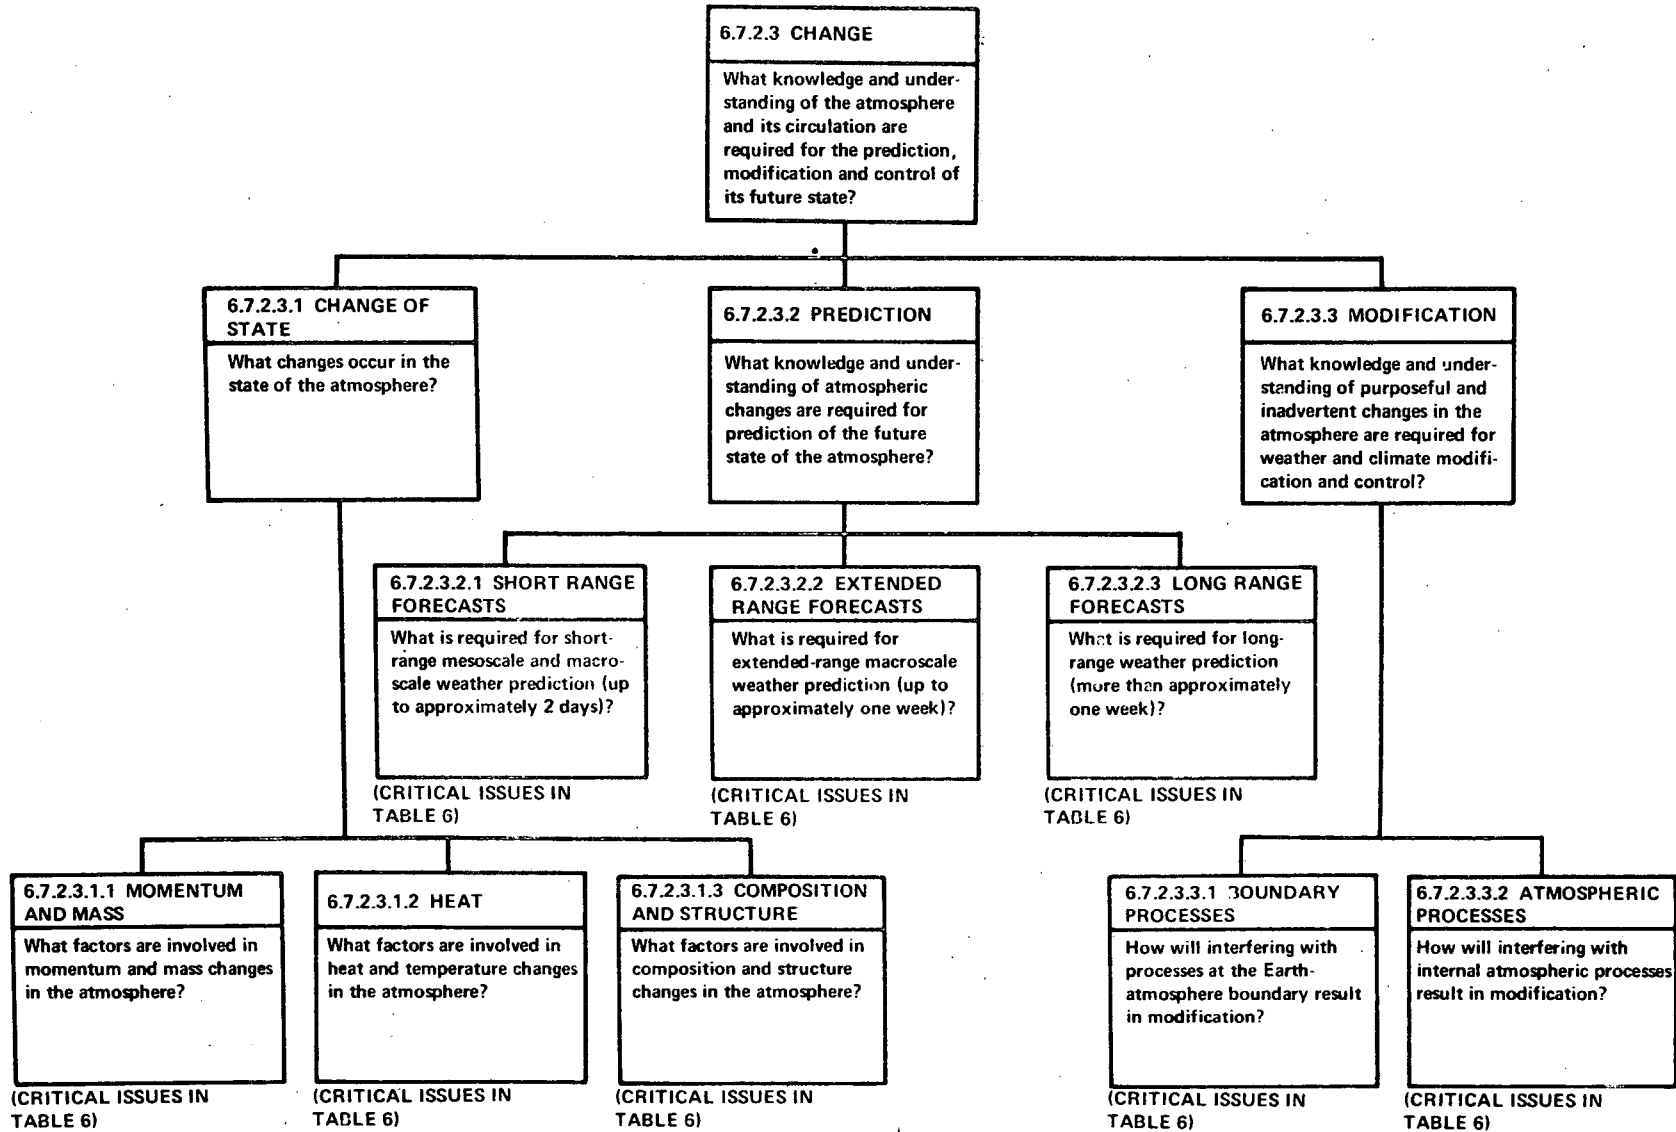 6.7.2.3 CHANGE
What knowledge and under-
standing of the atmosphere
and its circulation are
required for the prediction,
modification and control of
its future state?
6.7.2.3.1 CHANGE OF
STATE
What changes occur in the
state of the atmosphere?
6.7.2.3.2 PREDICTION
What knowledge and under-
standing of atmospheric
changes are required for
prediction of the future
state of the atmosphere?
6.7.2.3.3 MODIFICATION
What knowledge and under-
standing of purposeful and
inadvertent changes in the
atmosphere are required for
weather and climate modifi-
cation and control?
6.7.2.3.2.1 SHORT RANGE
FORECASTS
What is required for short-
range mesoscale and macro-
scale weather prediction (up
to approximately 2 days)?
(CRITICAL ISSUES IN
TABLE 6)
6.7.2.3.2.2 EXTENDED
RANGE FORECASTS
What is required for
extended-range macroscale
weather prediction (up to
approximately one week)?
(CRITICAL ISSUES IN
TABLE 6)
6.7.2.3.2.3 LONG RANGE
FORECASTS
What is required for long-
range weather prediction
(more than approximately
one week)?
(CRITICAL ISSUES IN
TABLE 6)
6.7.2.3.1.1 MOMENTUM
AND MASS
What factors are involved in
momentum and mass changes
in the atmosphere?
(CRITICAL ISSUES IN
TABLE 6)
6.7.2.3.1.2 HEAT
What factors are involved in
heat and temperature changes
in the atmosphere?
(CRITICAL ISSUES IN
TABLE 6)
6.7.2.3.1.3 COMPOSITION
AND STRUCTURE
What factors are involved in
composition and structure
changes in the atmosphere?
(CRITICAL ISSUES IN
TABLE 6)
6.7.2.3.3.1 BOUNDARY
PROCESSES
How will interfering with
processes at the Earth-
atmosphere boundary result
in modification?
(CRITICAL ISSUES IN
TABLE 6)
6.7.2.3.3.2 ATMOSPHERIC
PROCESSES
How will interfering with
internal atmospheric processes
result in modification?
(CRITICAL ISSUES IN
TABLE 6)